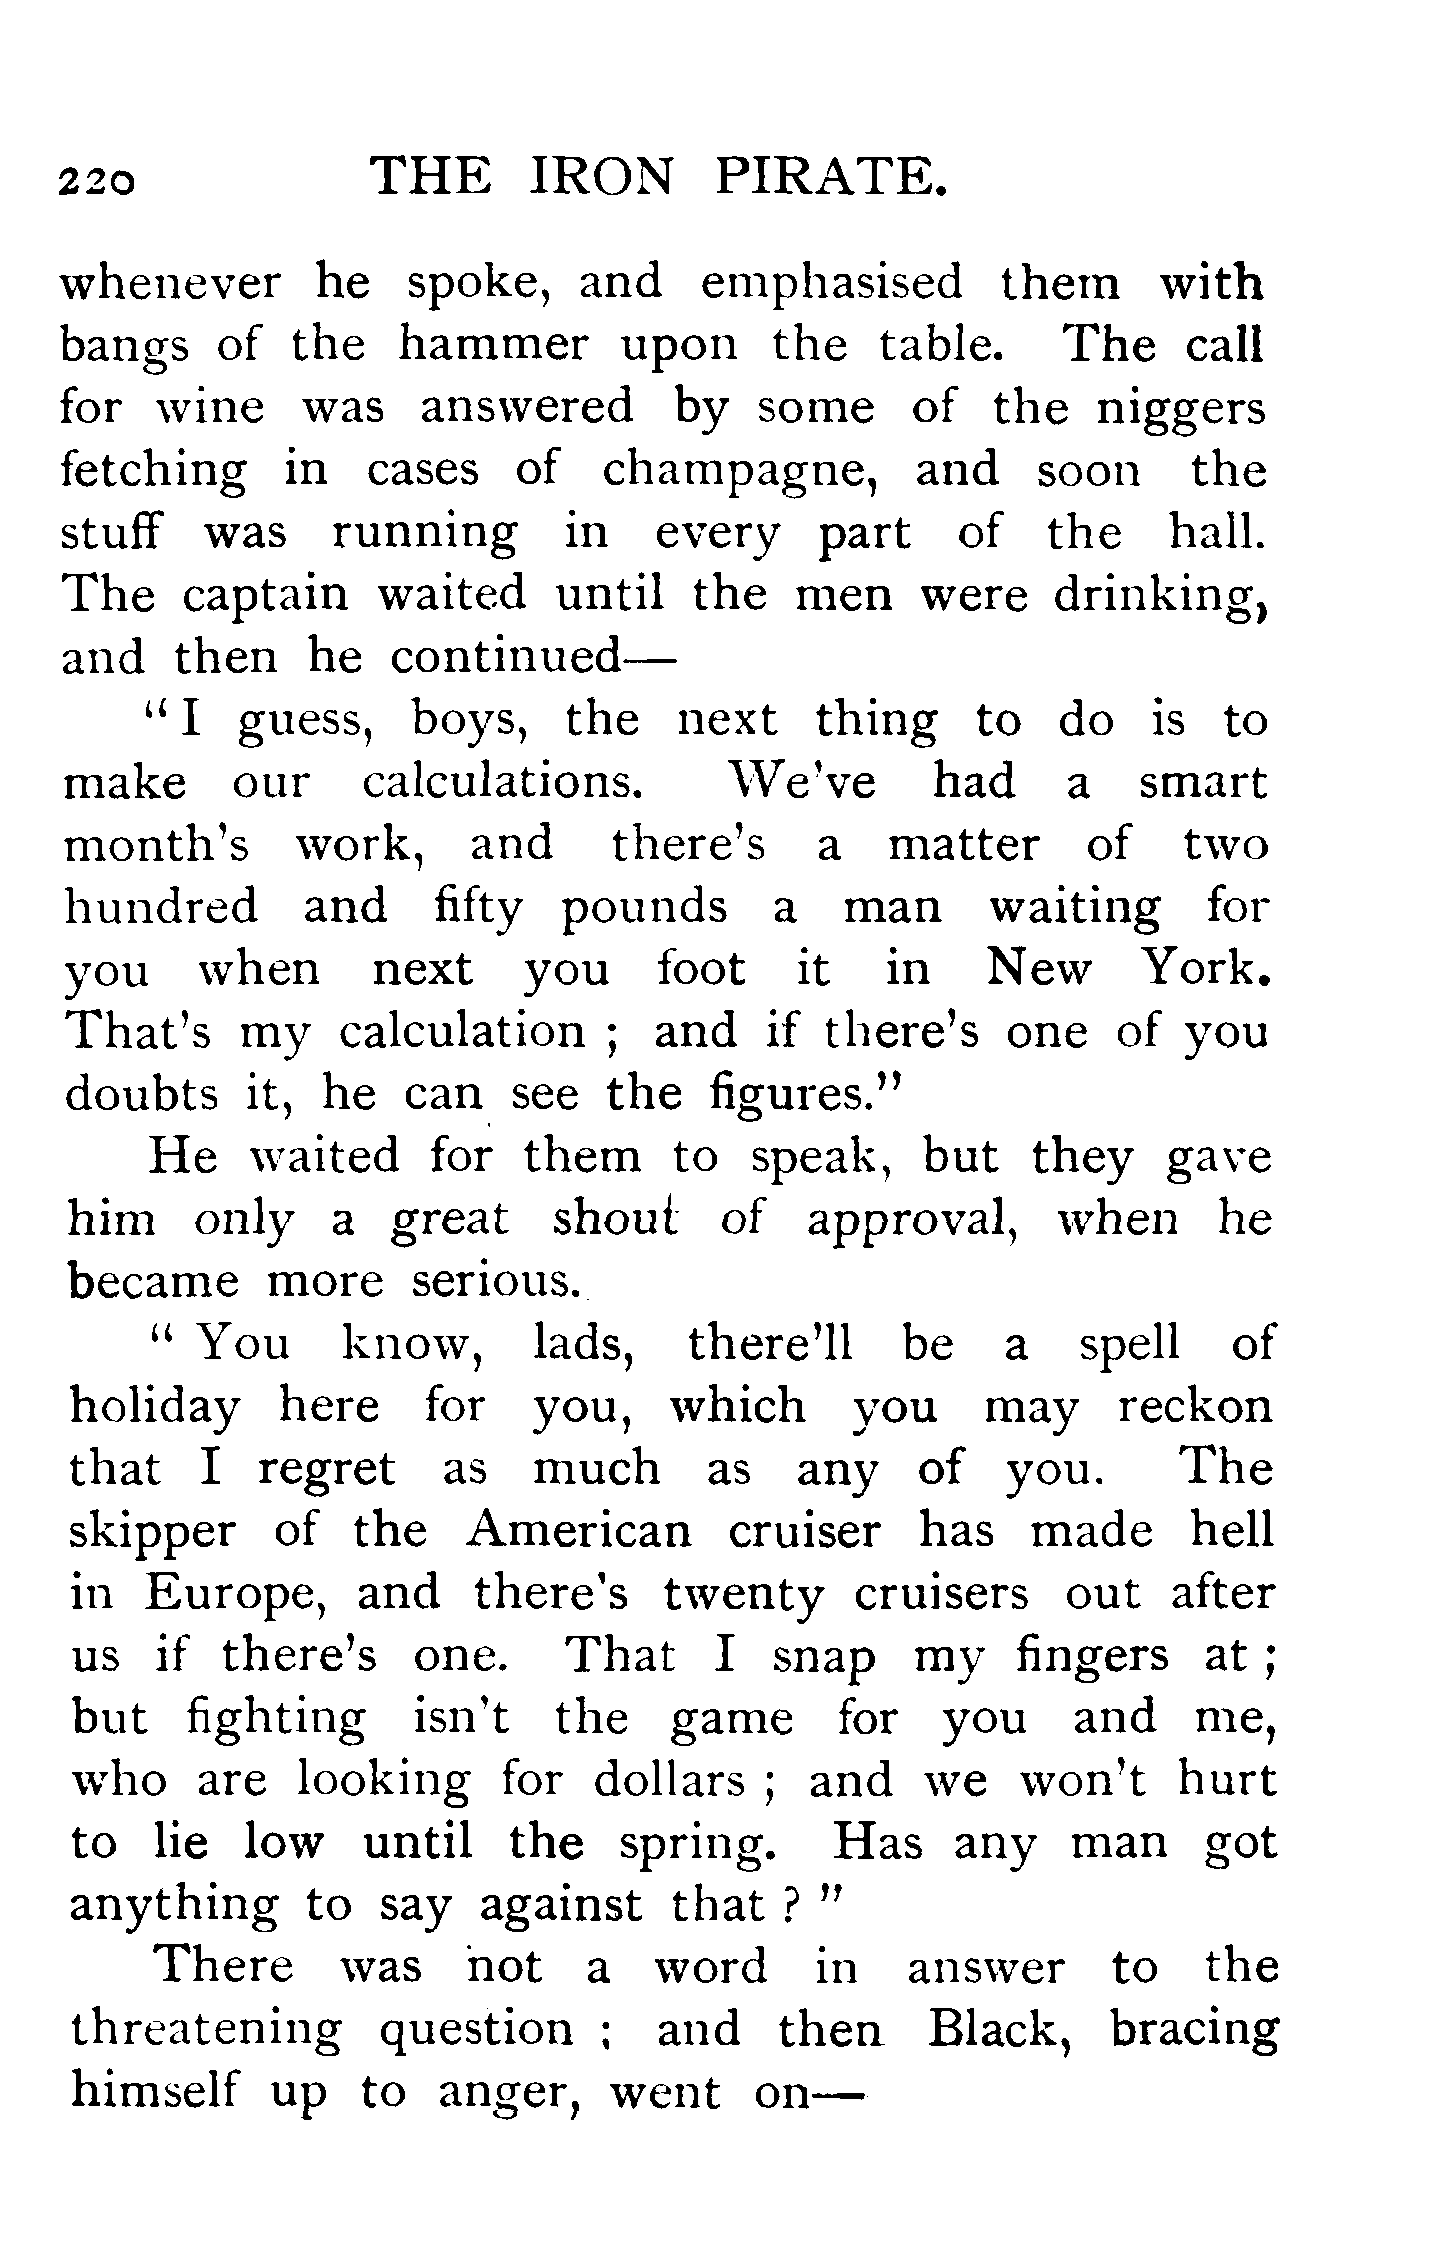 220 THE IRON PIRATE.
whenever he spoke, and emphasised them with
bangs of the hammer upon the table. The call
for wine was answered by some of the niggers
fetching in cases of champagne, and soon the
stuff was running in every part of the hall.
The captain waited until the men were drinking,
and then he continued—
"I guess, boys, the next thing to do is to
make our calculations. We've had a smart
month's work, and there's a matter of two
hundred and fifty pounds a man waiting for
you when next you foot it in New York.
That's my calculation ; and if there's one of you
doubts it, he can see the figures."
He waited for them to speak, but they gave
him only a great shout of approval, when he
became more serious.
" You know, lads, there'll be a spell of
holiday here for you, which you may reckon
that I regret as much as any of you. The
skipper of the American cruiser has made hell
in Europe, and there's twenty cruisers out after
us if there's one. That I snap my fingers at ;
but fighting isn't the game for you and me,
who are looking for dollars ; and we won't hurt
to lie low until the spring. Has any man got
anything to say against that ? "
There was not a word in answer to the
threatening question ; and then Black, bracing
himself up to anger, went on—